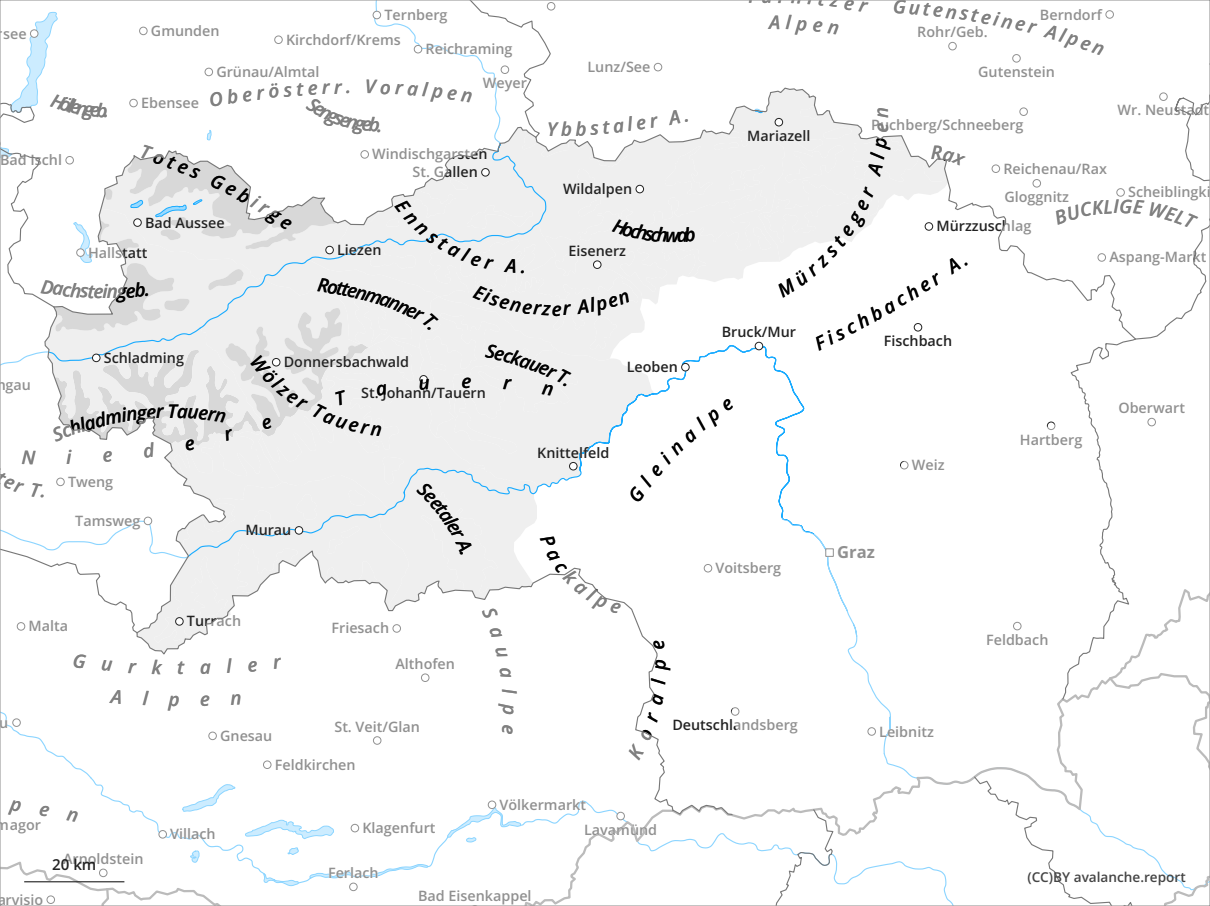 Ternberg
Gutensteiner Alpen
Berndorf
Alpen
Gmunden
Kirchdorf/Krems
Reichraming
Rohr/Geb.
Grünau/Almtal
Lunz/See
Weyer
Gutenstein
Oberösterr. Voralpen
Höllengeb.
Ebensee
Sengsengeb.
Wr. Neustadt
Ybbstaler A.
Mariazell
Puchberg/Schneeberg
Rax
Bad Ischl
Totes Gebirge
Windischgarsten
St. Gallen
Reichenau/Rax
Gloggnitz
Wildalpen
Bad Aussee
Ennstaler A.
Hochschwab
Mürzsteger Alpen
Mürzzuschlag
BUCKLIGE WELT
Hallstatt
Liezen
Eisenerz
Aspang-Markt
Dachsteingeb.
Rottenmanner T.
Eisenerzer Alpen
Fischbacher A.
Bruck/Mur
Fischbach
Schladming
Donnersbachwald
Seckauer T.
Leoben
St. Johann/Tauern
Wölzer Tauern
Schladminger Tauern
Niedere Tauern
Gleinalpe
Oberwart
Hartberg
Knittelfeld
Weiz
Tweng
Seetaler A.
Tamsweg
Murau
Packalpe
Graz
Voitsberg
Malta
Turrach
Friesach
Saualpe
Feldbach
Gurktaler
Alpen
Althofen
Koralpe
Deutschlandsberg
St. Veit/Glan
Gnesau
Leibnitz
Feldkirchen
Völkermarkt
Villach
Klagenfurt
Lavamünd
Arnoldstein
20 km
Ferlach
Bad Eisenkappel
(CC)BY avalanche.report